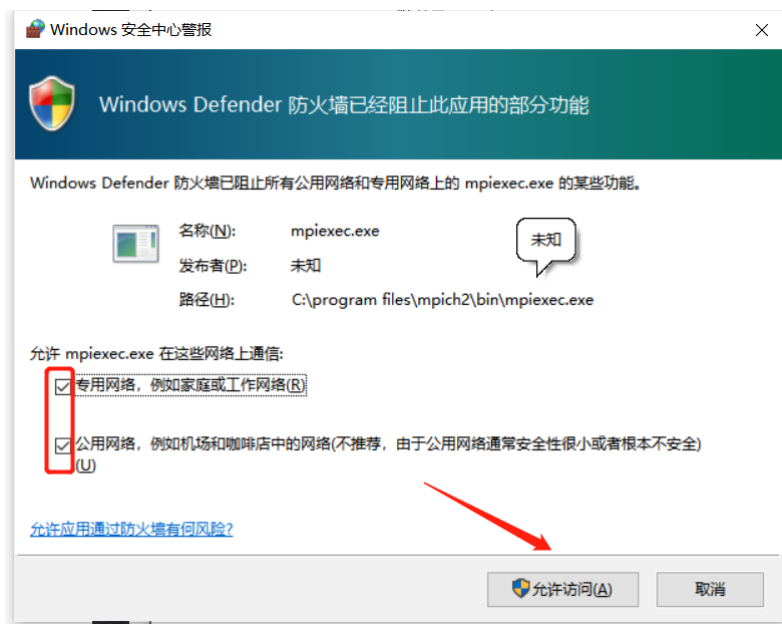 Windows 安全中心警报
Windows Defender 防火墙已经阻止此应用的部分功能
Windows Defender 防火墙已阻止所有公用网络和专用网络上的 mpiexec.exe 的某些功能。
名称(N): mpiexec.exe
未知
发布者(P): 未知
路径(H): C:\program files\mpich2\bin\mpiexec.exe
允许 mpiexec.exe 在这些网络上通信:
专用网络，例如家庭或工作网络(R)
公用网络，例如机场和咖啡店中的网络(不推荐，由于公用网络通常安全性很小或者根本不安全)
(U)
允许应用通过防火墙有何风险?
允许访问(A) 取消